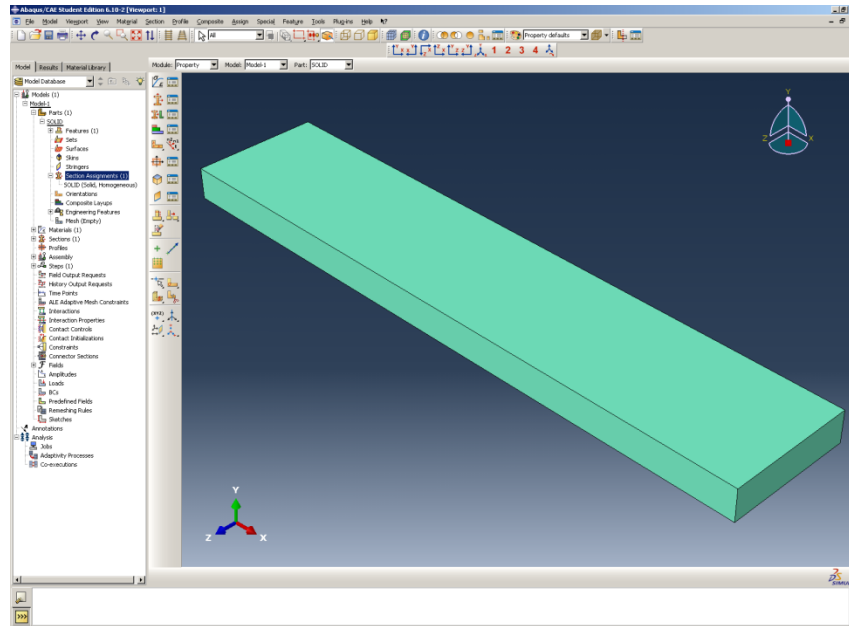 Abaqus/CAE Student Edition 6.10-2 [Viewport: 1]
File Model Viewport View Material Section Profile Composite Assign Special Feature Tools Plug-ins Help
All Property defaults
1 2 3 4
Model Results Material Library Module: Property Model: Model-1 Part: SOLID
Model Database
Models (1)
Model-1
Parts (1)
SOLID
Features (1)
Sets
Surfaces
Skins
Stringers
Section Assignments (1)
SOLID (Solid, Homogeneous)
Orientations
Composite Layups
Engineering Features
Mesh (Empty)
Materials (1)
Sections (1)
Profiles
Assembly
Steps (1)
Field Output Requests
History Output Requests
Time Points
ALE Adaptive Mesh Constraints
Interactions
Interaction Properties
Contact Controls
Contact Initializations
Constraints
Connector Sections
Fields
Amplitudes
Loads
BCs
Predefined Fields
Remeshing Rules
Sketches
Annotations
Analysis
Jobs
Adaptivity Processes
Co-executions
Y
Z X
Y
Z X
>>>